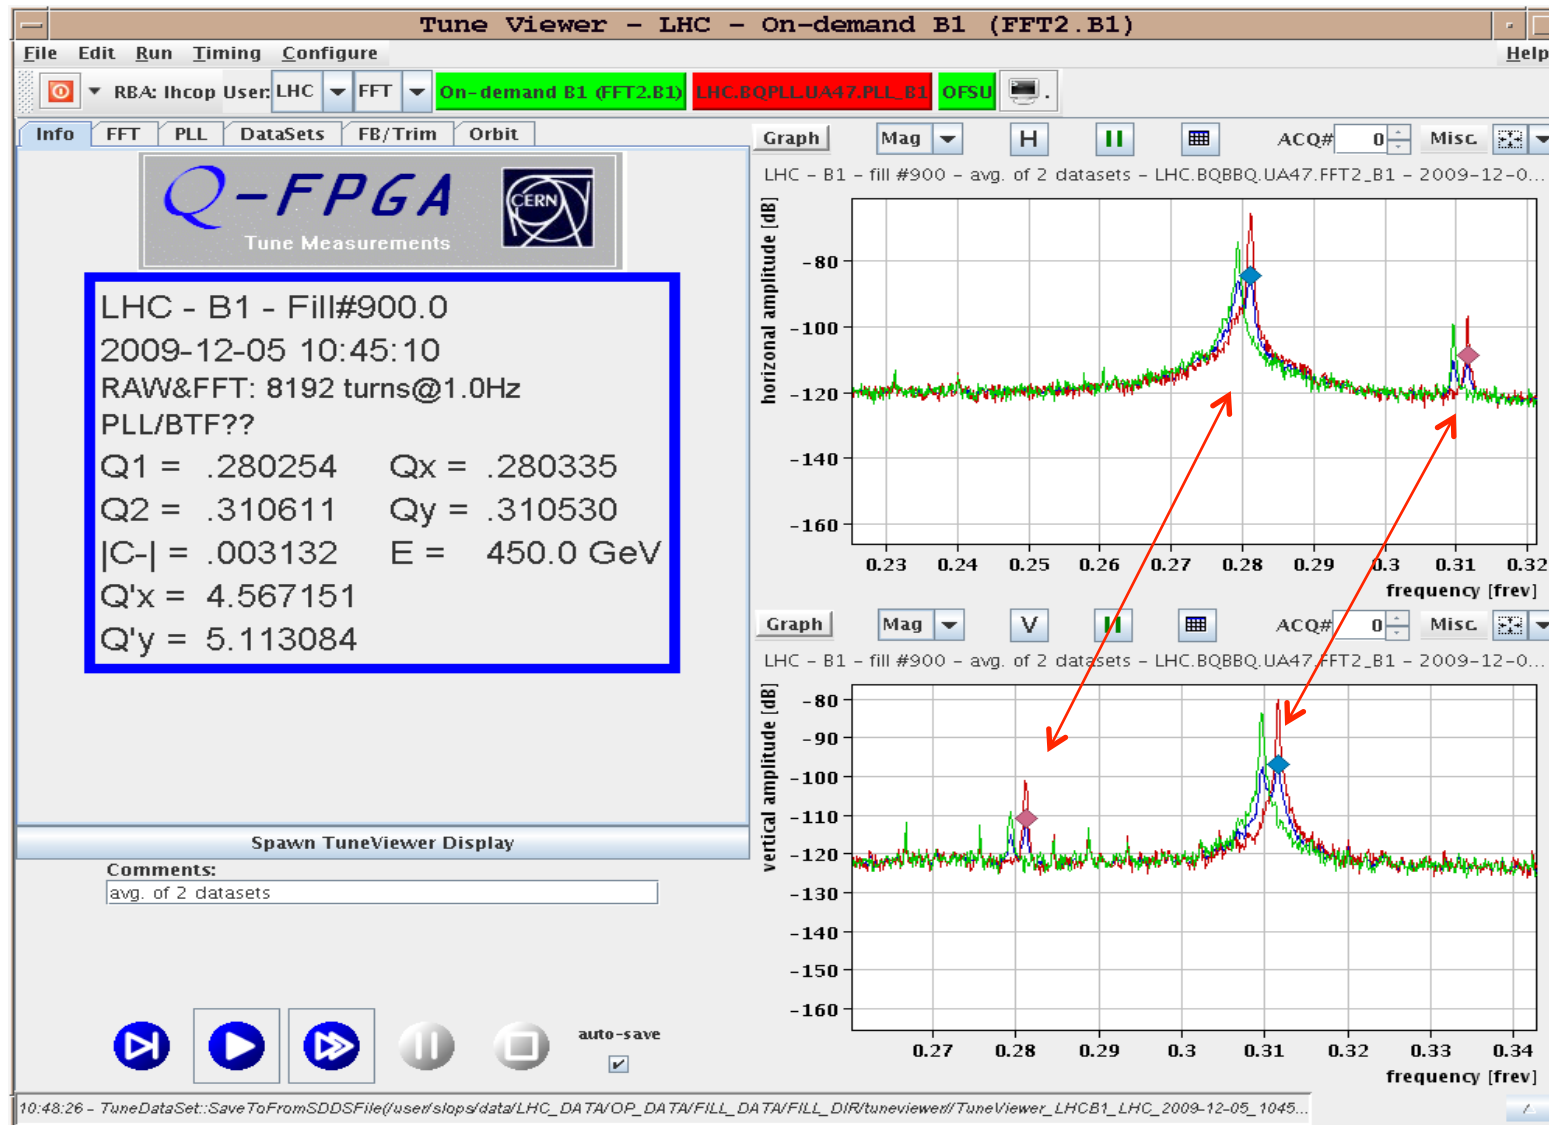 Tune Viewer - LHC - On-demand B1 (FFT2.B1)
File Edit Run Timing Configure Help
RBA: lhcop User: LHC FFT On-demand B1 (FFT2.B1) LHC.BQPLL.UA47.PLL_B1 OFSU .
Info FFT PLL DataSets FB/Trim Orbit
Q-FPGA
Tune Measurements
CERN
LHC - B1 - Fill#900.0
2009-12-05 10:45:10
RAW&FFT: 8192 turns@1.0Hz
PLL/BTF??
Q1 = .280254 Qx = .280335
Q2 = .310611 Qy = .310530
|C-| = .003132 E = 450.0 GeV
Q'x = 4.567151
Q'y = 5.113084
Spawn TuneViewer Display
Comments:
avg. of 2 datasets
auto-save
Graph Mag H ACQ# 0 Misc.
LHC - B1 - fill #900 - avg. of 2 datasets - LHC.BQBBQ.UA47.FFT2_B1 - 2009-12-0...
horizonal amplitude [dB]
-80
-100
-120
-140
-160
0.23 0.24 0.25 0.26 0.27 0.28 0.29 0.3 0.31 0.32
frequency [frev]
Graph Mag V ACQ# 0 Misc.
LHC - B1 - fill #900 - avg. of 2 datasets - LHC.BQBBQ.UA47.FFT2_B1 - 2009-12-0...
vertical amplitude [dB]
-80
-90
-100
-110
-120
-130
-140
-150
-160
0.27 0.28 0.29 0.3 0.31 0.32 0.33 0.34
frequency [frev]
10:48:26 - TuneDataSet::SaveToFromSDDSFile(/user/slops/data/LHC_DATA/OP_DATA/FILL_DATA/FILL_DIR/tuneviewer//TuneViewer_LHCB1_LHC_2009-12-05_1045...